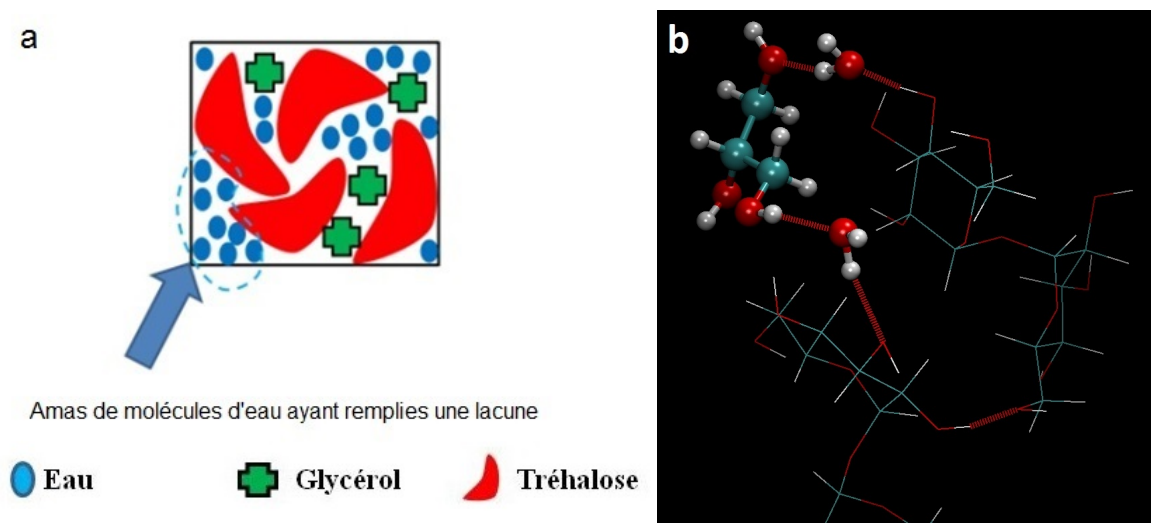 a
b
Amas de molécules d'eau ayant remplies une lacune
Eau
Glycérol
Tréhalose